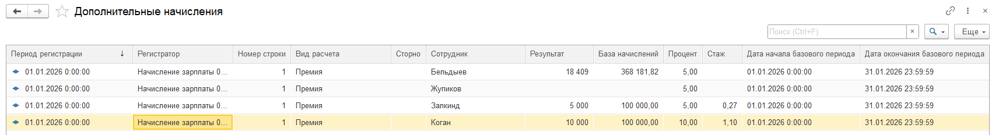 Дополнительные начисления
Поиск (Ctrl+F) × Еще
Период регистрации ↓ Регистратор Номер строки Вид расчета Сторно Сотрудник Результат База начислений Процент Стаж Дата начала базового периода Дата окончания базового периода
01.01.2026 0:00:00 Начисление зарплаты 0... 1 Премия Бельдыев 18 409 368 181,82 5,00 01.01.2026 0:00:00 31.01.2026 23:59:59
01.01.2026 0:00:00 Начисление зарплаты 0... 1 Премия Жупиков 5,00 01.01.2026 0:00:00 31.01.2026 23:59:59
01.01.2026 0:00:00 Начисление зарплаты 0... 1 Премия Залкинд 5 000 100 000,00 5,00 0,27 01.01.2026 0:00:00 31.01.2026 23:59:59
01.01.2026 0:00:00 Начисление зарплаты 0... 1 Премия Коган 10 000 100 000,00 10,00 1,10 01.01.2026 0:00:00 31.01.2026 23:59:59